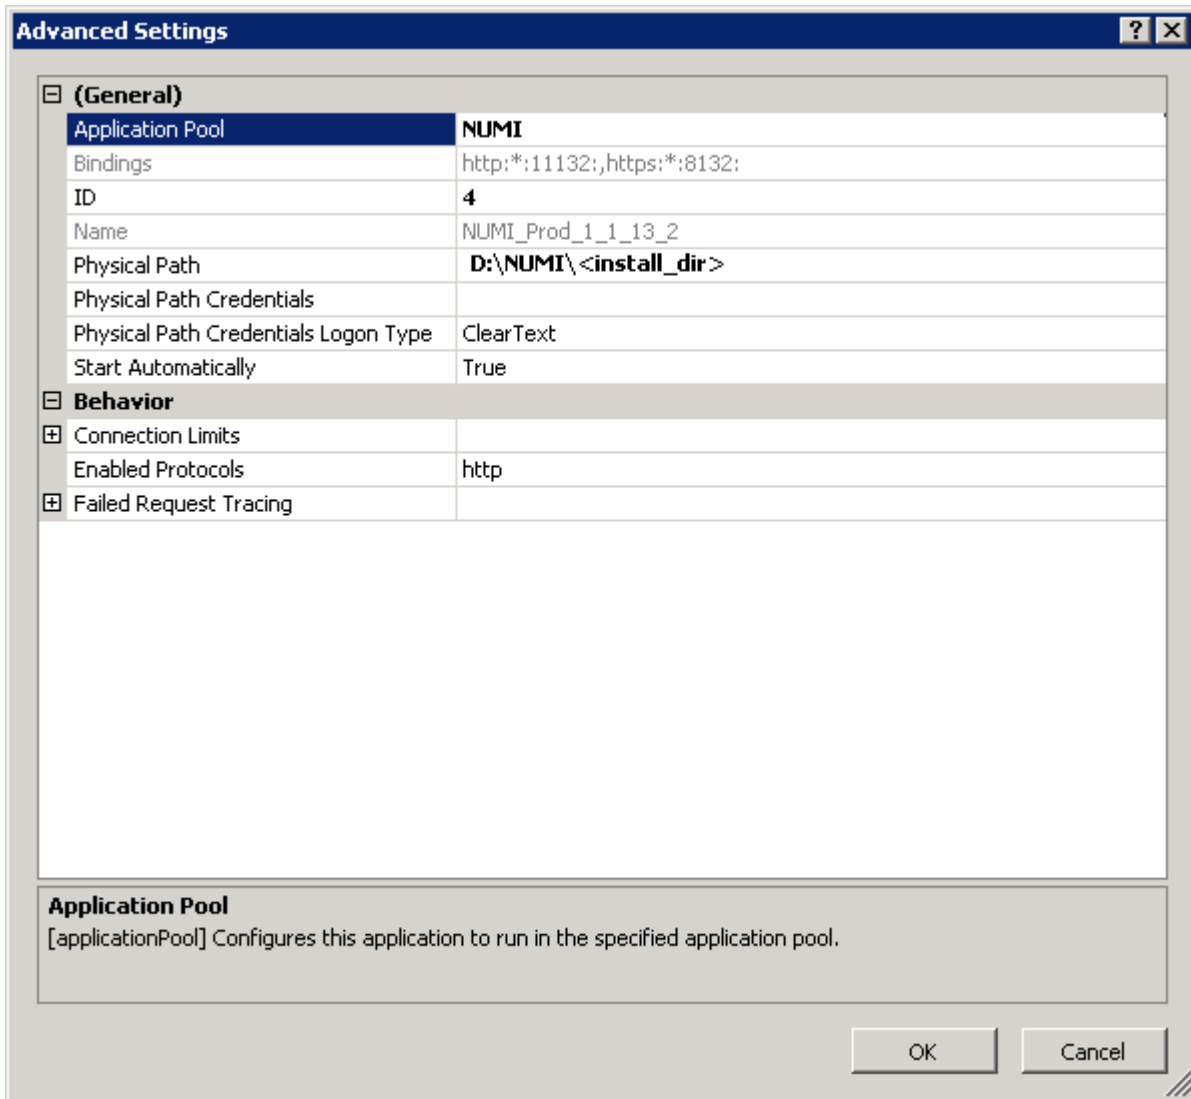 Advanced Settings
(General)
Application Pool NUMI
Bindings http:*:11132:,https:*:8132:
ID 4
Name NUMI_Prod_1_1_13_2
Physical Path D:\NUMI\<install_dir>
Physical Path Credentials
Physical Path Credentials Logon Type ClearText
Start Automatically True
Behavior
Connection Limits
Enabled Protocols http
Failed Request Tracing
Application Pool
[applicationPool] Configures this application to run in the specified application pool.
OK Cancel